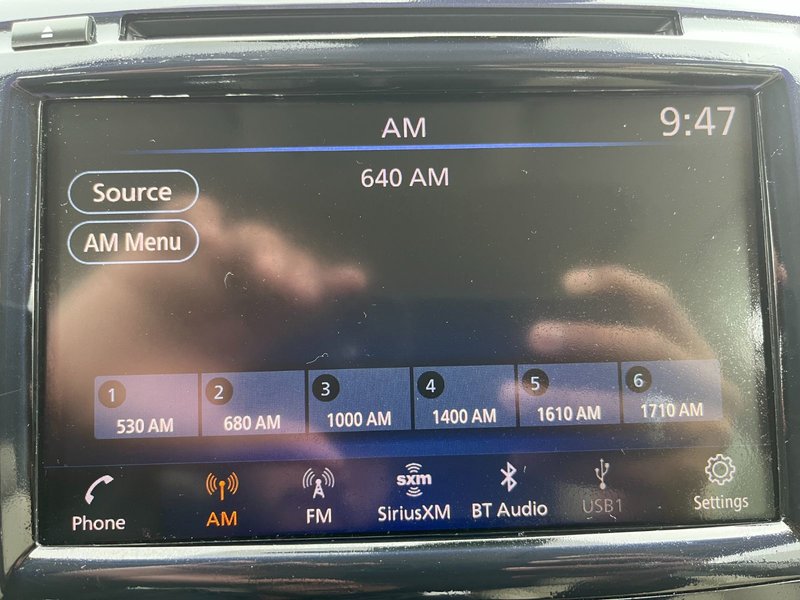 AM
9:47
640 AM
Source
AM Menu
1
530 AM
2
680 AM
3
1000 AM
4
1400 AM
5
1610 AM
6
1710 AM
Phone
AM
FM
sxm
SiriusXM
BT Audio
USB1
Settings